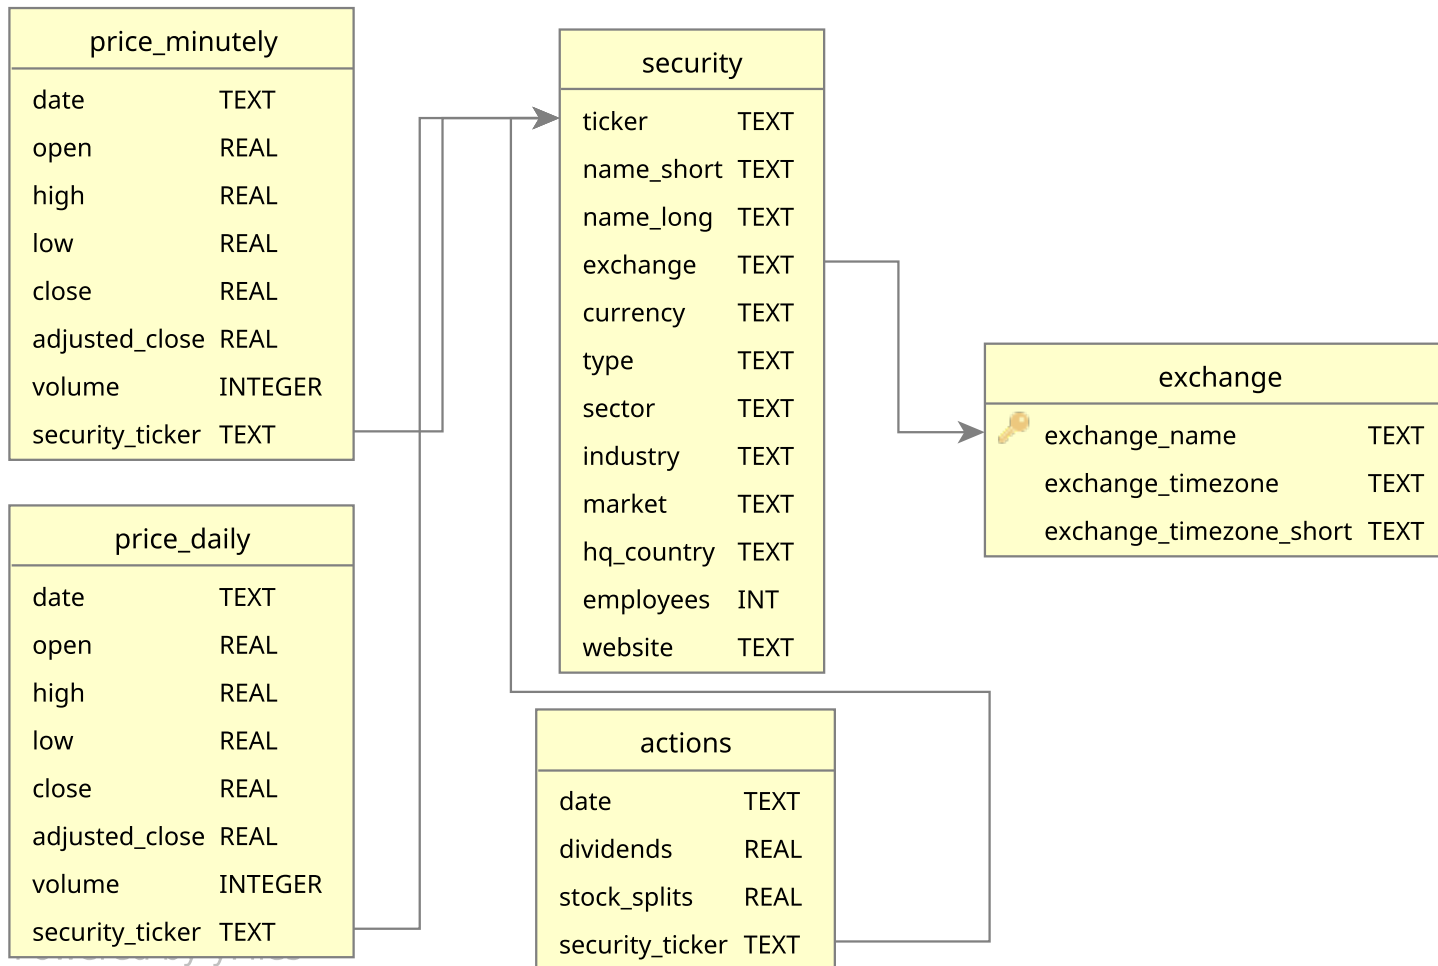 price_minutely
date TEXT
open REAL
high REAL
low REAL
close REAL
adjusted_close REAL
volume INTEGER
security_ticker TEXT
price_daily
date TEXT
open REAL
high REAL
low REAL
close REAL
adjusted_close REAL
volume INTEGER
security_ticker TEXT
security
ticker TEXT
name_short TEXT
name_long TEXT
exchange TEXT
currency TEXT
type TEXT
sector TEXT
industry TEXT
market TEXT
hq_country TEXT
employees INT
website TEXT
actions
date TEXT
dividends REAL
stock_splits REAL
security_ticker TEXT
exchange
exchange_name TEXT
exchange_timezone TEXT
exchange_timezone_short TEXT